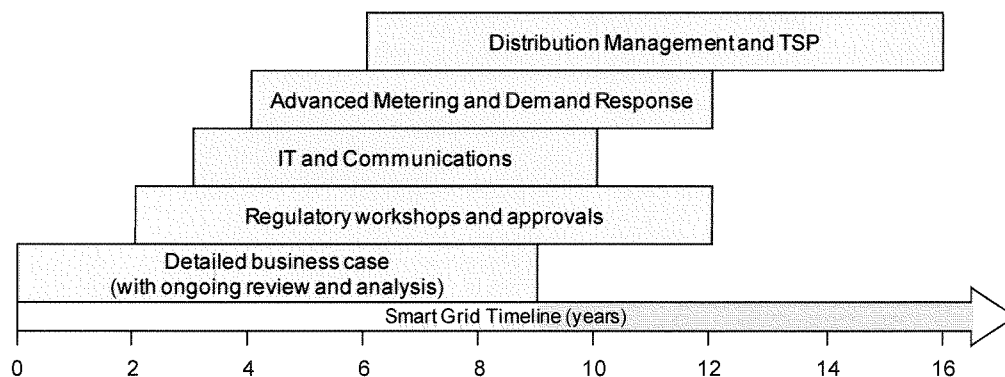 Distribution Management and TSP
Advanced Metering and Demand Response
IT and Communications
Regulatory workshops and approvals
Detailed business case
(with ongoing review and analysis)
Smart Grid Timeline (years)
0 2 4 6 8 10 12 14 16